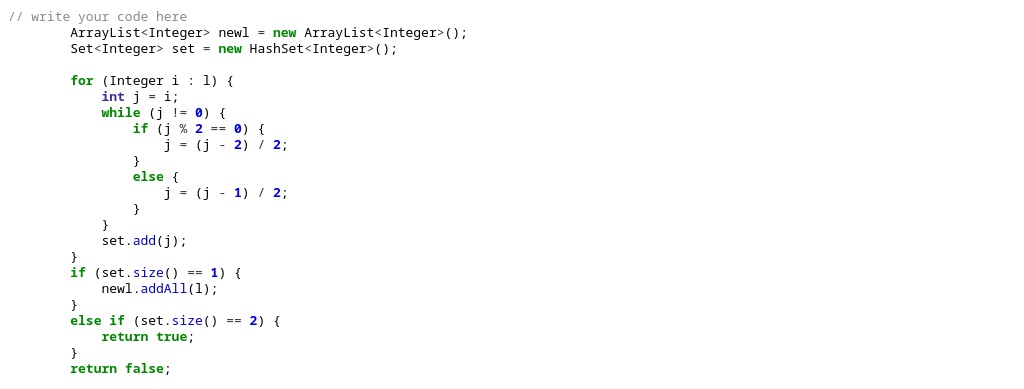 // write your code here
ArrayList<Integer> newl = new ArrayList<Integer>();
Set<Integer> set = new HashSet<Integer>();
for (Integer i : l) {
int j = i;
while (j != 0) {
if (j % 2 == 0) {
j = (j - 2) / 2;
}
else {
j = (j - 1) / 2;
}
}
set.add(j);
}
if (set.size() == 1) {
newl.addAll(l);
}
else if (set.size() == 2) {
return true;
}
return false;